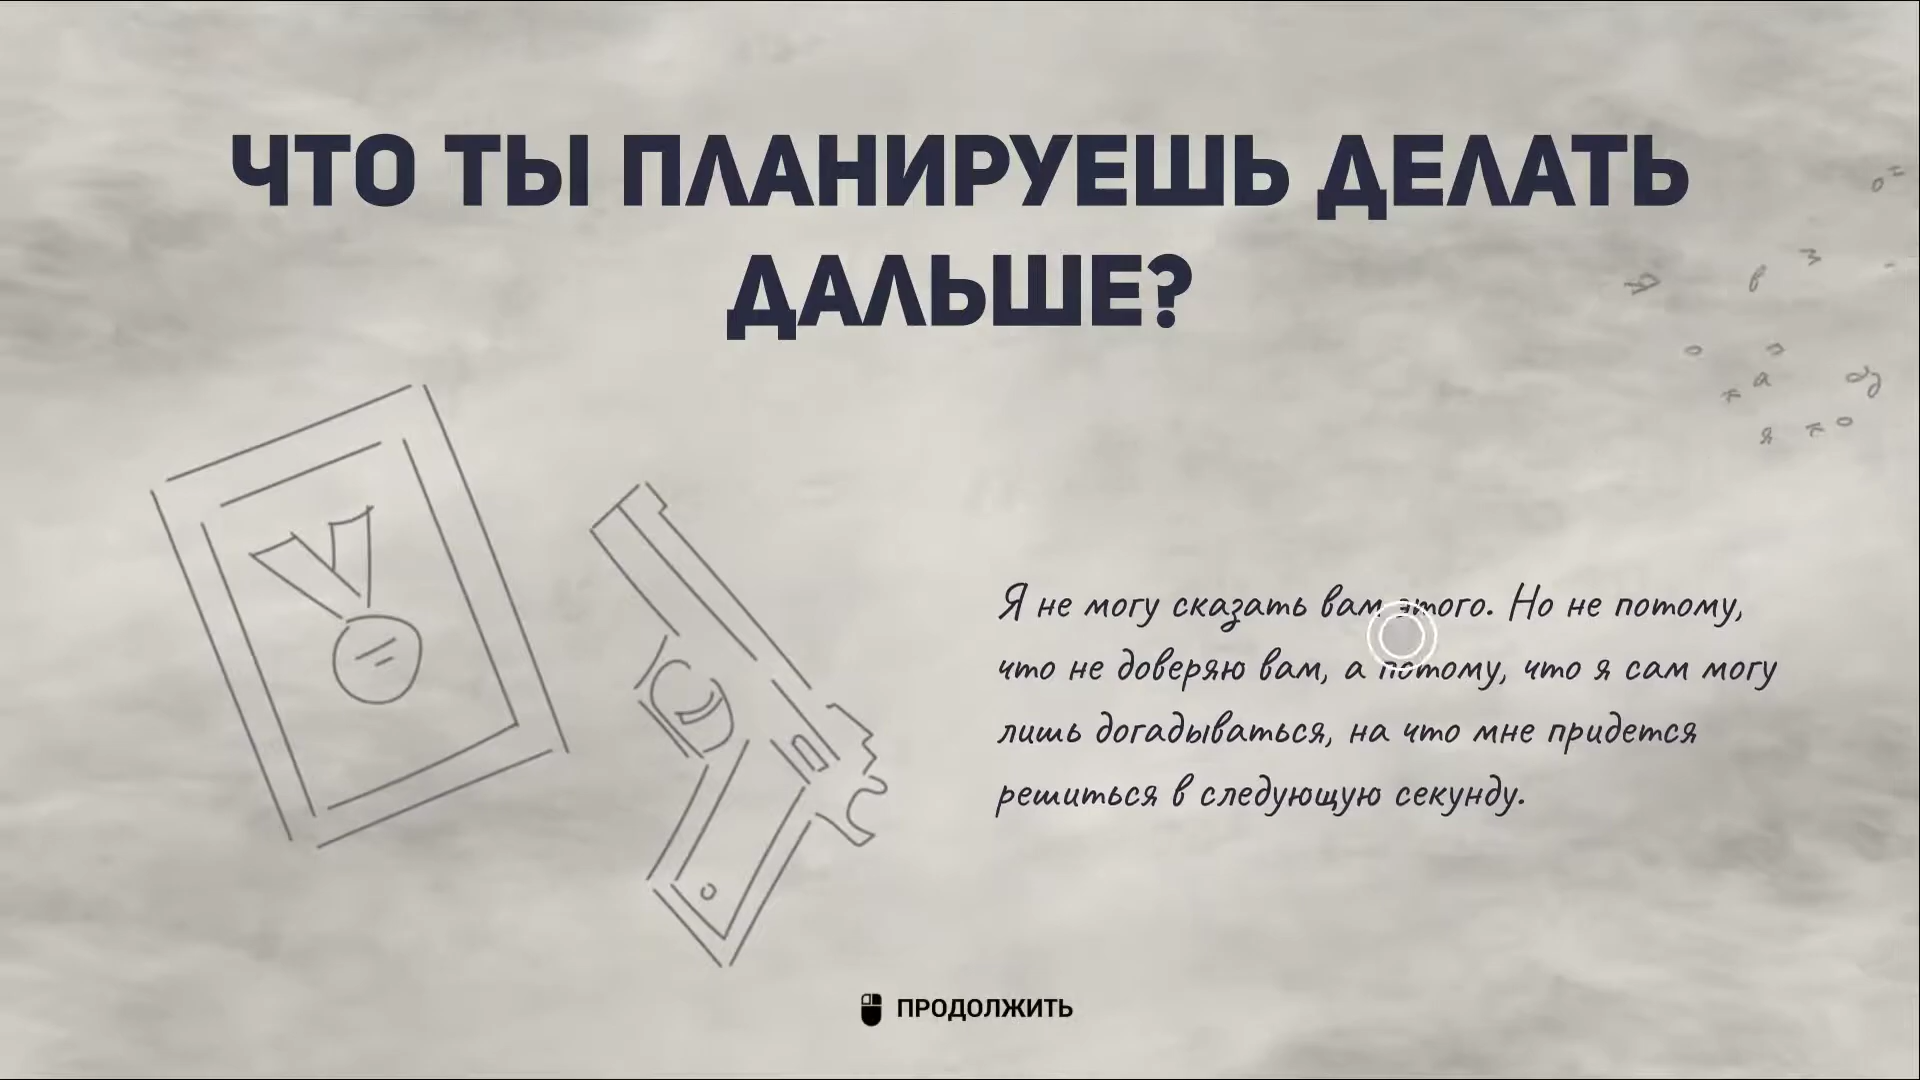 ЧТО ТЫ ПЛАНИРУЕШЬ ДЕЛАТЬ
ДАЛЬШЕ?
Я не могу сказать вам этого. Но не потому,
что не доверяю вам, а потому, что я сам могу
лишь догадываться, на что мне придется
решиться в следующую секунду.
ПРОДОЛЖИТЬ